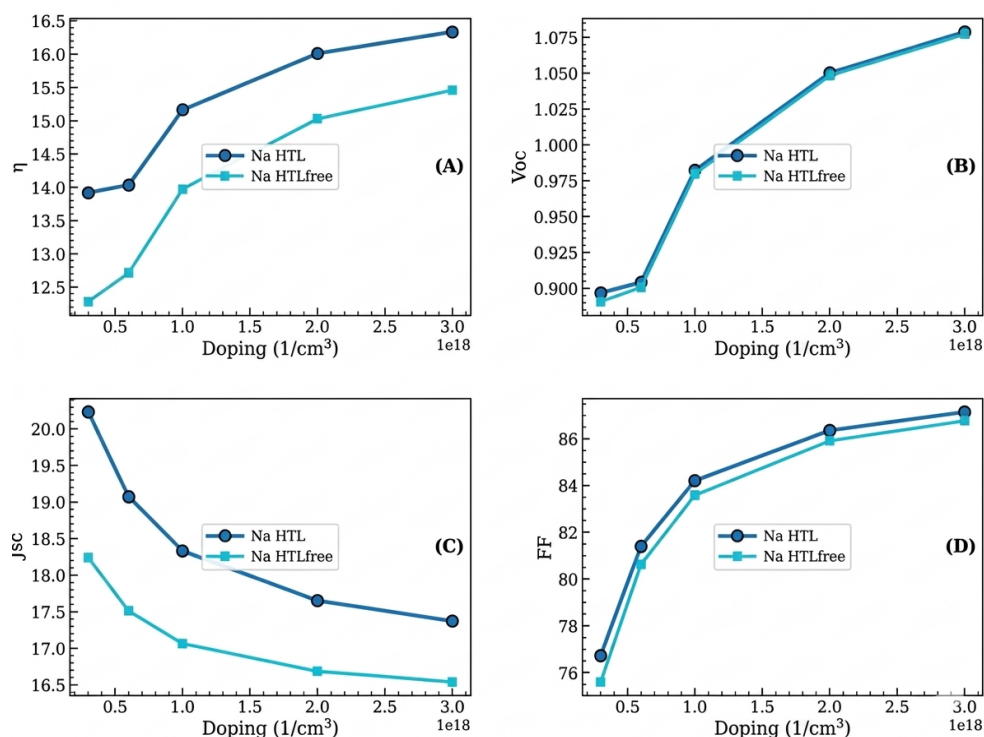 16.5
16.0
15.5
15.0
14.5
14.0
13.5
13.0
12.5
η
Na HTL
Na HTLfree
(A)
0.5 1.0 1.5 2.0 2.5 3.0
Doping (1/cm³)
1e18
1.075
1.050
1.025
1.000
0.975
0.950
0.925
0.900
Voc
Na HTL
Na HTLfree
(B)
0.5 1.0 1.5 2.0 2.5 3.0
Doping (1/cm³)
1e18
20.0
19.5
19.0
18.5
18.0
17.5
17.0
16.5
Jsc
Na HTL
Na HTLfree
(C)
0.5 1.0 1.5 2.0 2.5 3.0
Doping (1/cm³)
1e18
86
84
82
80
78
76
FF
Na HTL
Na HTLfree
(D)
0.5 1.0 1.5 2.0 2.5 3.0
Doping (1/cm³)
1e18